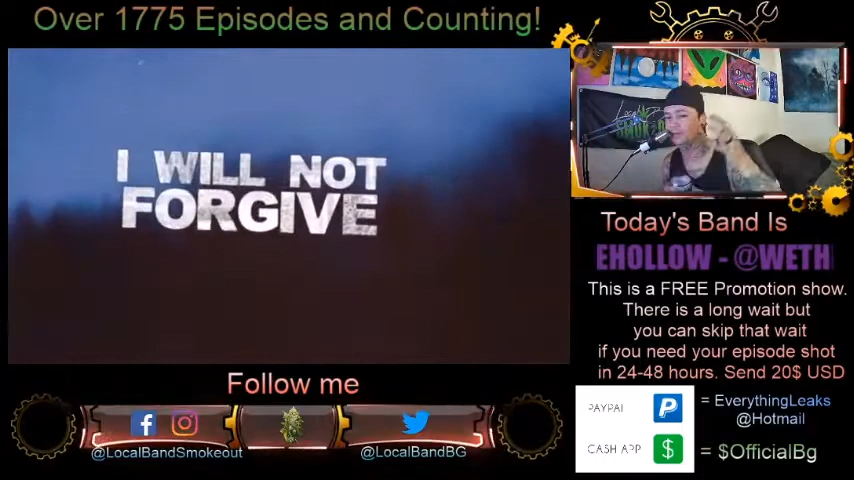 Over 1775 Episodes and Counting!
I WILL NOT
FORGIVE
Today's Band Is
EHOLLOW - @WETH
This is a FREE Promotion show.
There is a long wait but
you can skip that wait
if you need your episode shot
in 24-48 hours. Send 20$ USD
Follow me
@LocalBandSmokeout
@LocalBandBG
PAYPAL
= EverythingLeaks
@Hotmail
CASH APP
= $OfficialBg